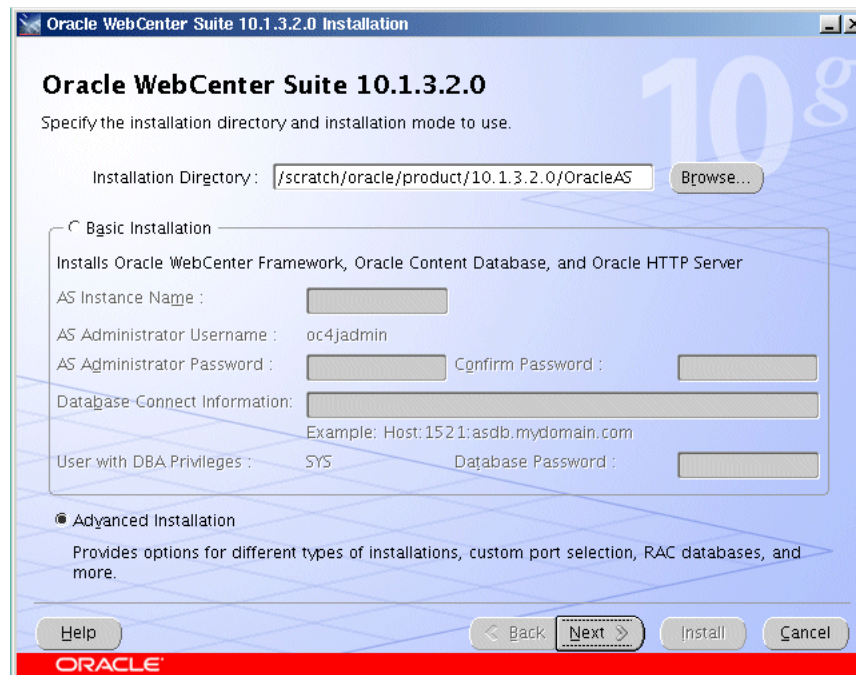 Oracle WebCenter Suite 10.1.3.2.0 Installation
10g
Oracle WebCenter Suite 10.1.3.2.0
Specify the installation directory and installation mode to use.
Installation Directory : /scratch/oracle/product/10.1.3.2.0/OracleAS Browse...
Basic Installation
Installs Oracle WebCenter Framework, Oracle Content Database, and Oracle HTTP Server
AS Instance Name :
AS Administrator Username : oc4jadmin
AS Administrator Password : Confirm Password :
Database Connect Information:
Example: Host:1521:asdb.mydomain.com
User with DBA Privileges : SYS Database Password :
Advanced Installation
Provides options for different types of installations, custom port selection, RAC databases, and
more.
Help Back Next Install Cancel
ORACLE